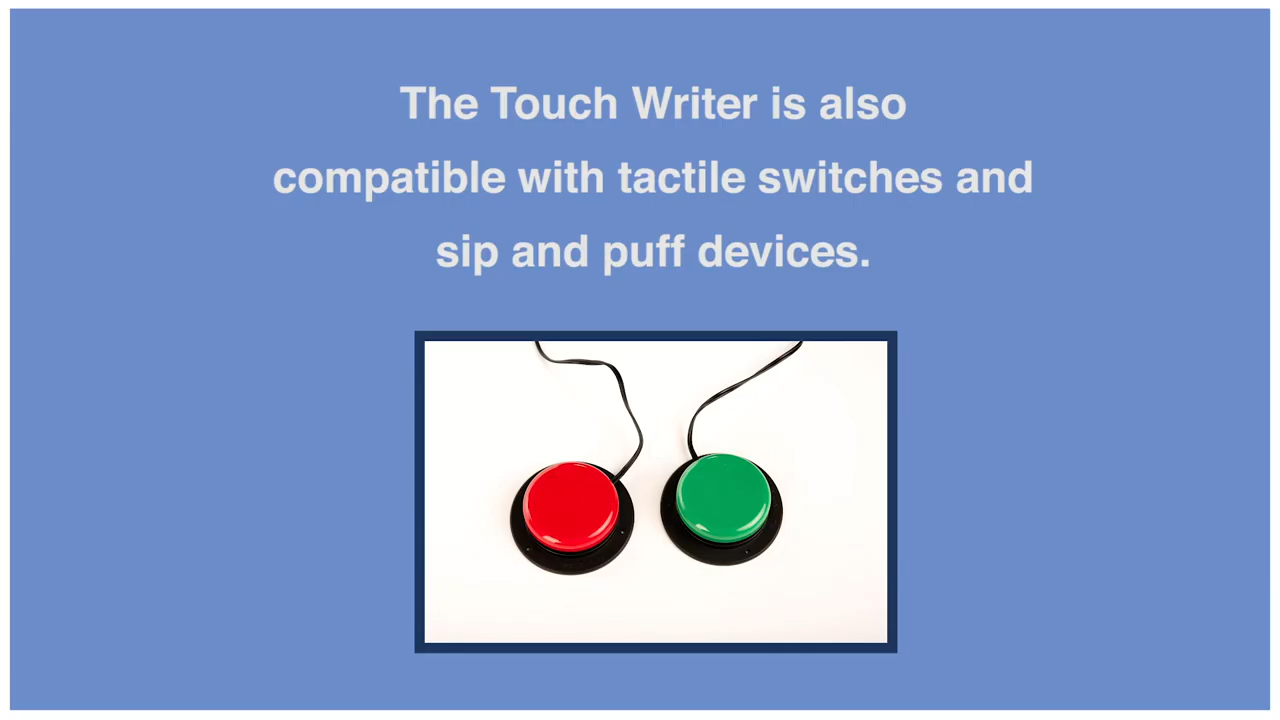 The Touch Writer is also
compatible with tactile switches and
sip and puff devices.